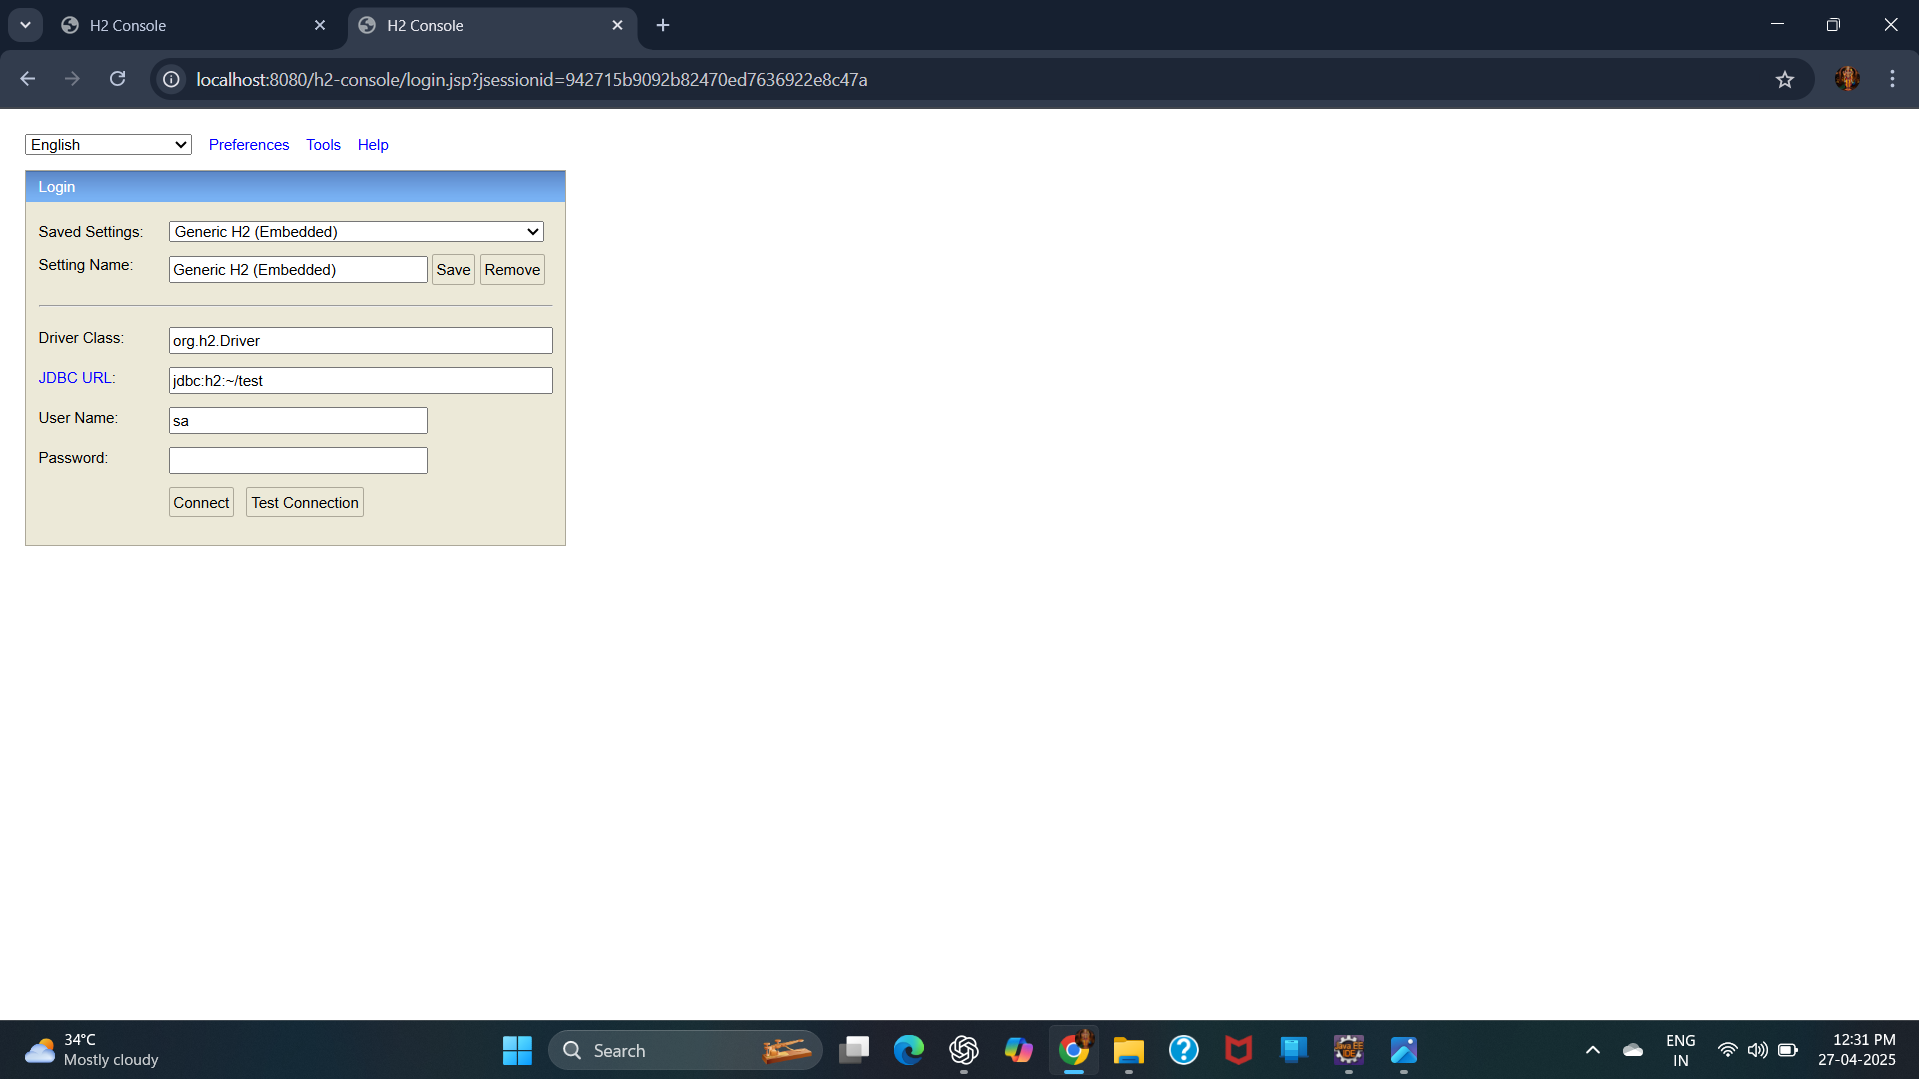 H2 Console
H2 Console
localhost:8080/h2-console/login.jsp?jsessionid=942715b9092b82470ed7636922e8c47a
English Preferences Tools Help
Login
Saved Settings: Generic H2 (Embedded)
Setting Name: Generic H2 (Embedded) Save Remove
Driver Class: org.h2.Driver
JDBC URL: jdbc:h2:~/test
User Name: sa
Password:
Connect Test Connection
34°C
Mostly cloudy
Search
Java EE
IDE
ENG
IN
12:31 PM
27-04-2025